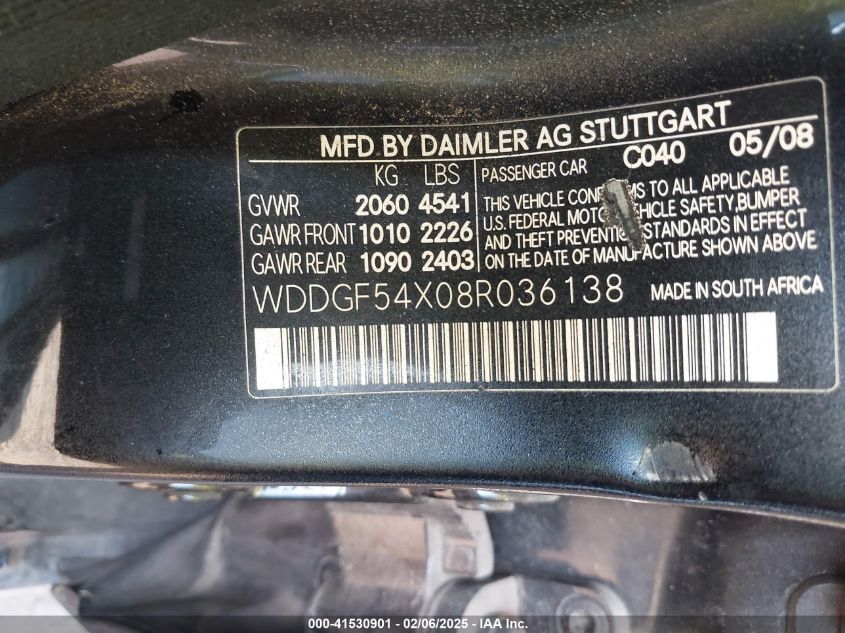 MFD BY DAIMLER AG STUTTGART
KG LBS
GVWR 2060 4541
GAWR FRONT 1010 2226
GAWR REAR 1090 2403
PASSENGER CAR C040 05/08
THIS VEHICLE CONF MS TO ALL APPLICABLE
U.S. FEDERAL MOTO HICLE SAFETY, BUMPER
AND THEFT PREVENTI STANDARDS IN EFFECT
ON THE DATE OF MANUFACTURE SHOWN ABOVE
WDDGF54X08R036138 MADE IN SOUTH AFRICA
000-41530901 - 02/06/2025 - IAA Inc.